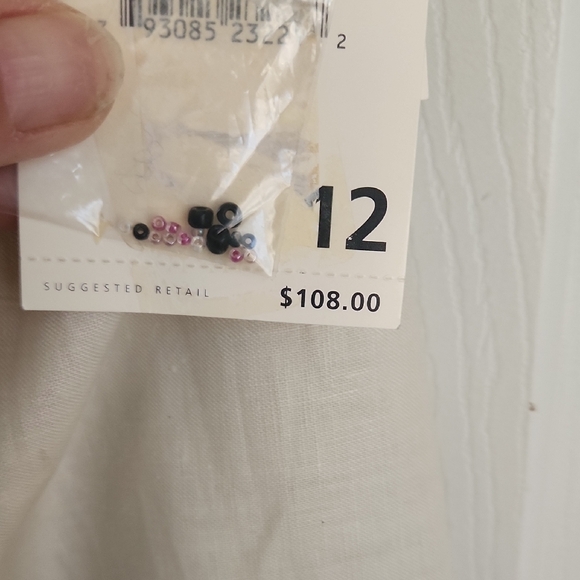 93085 2322
2
12
SUGGESTED RETAIL
$108.00